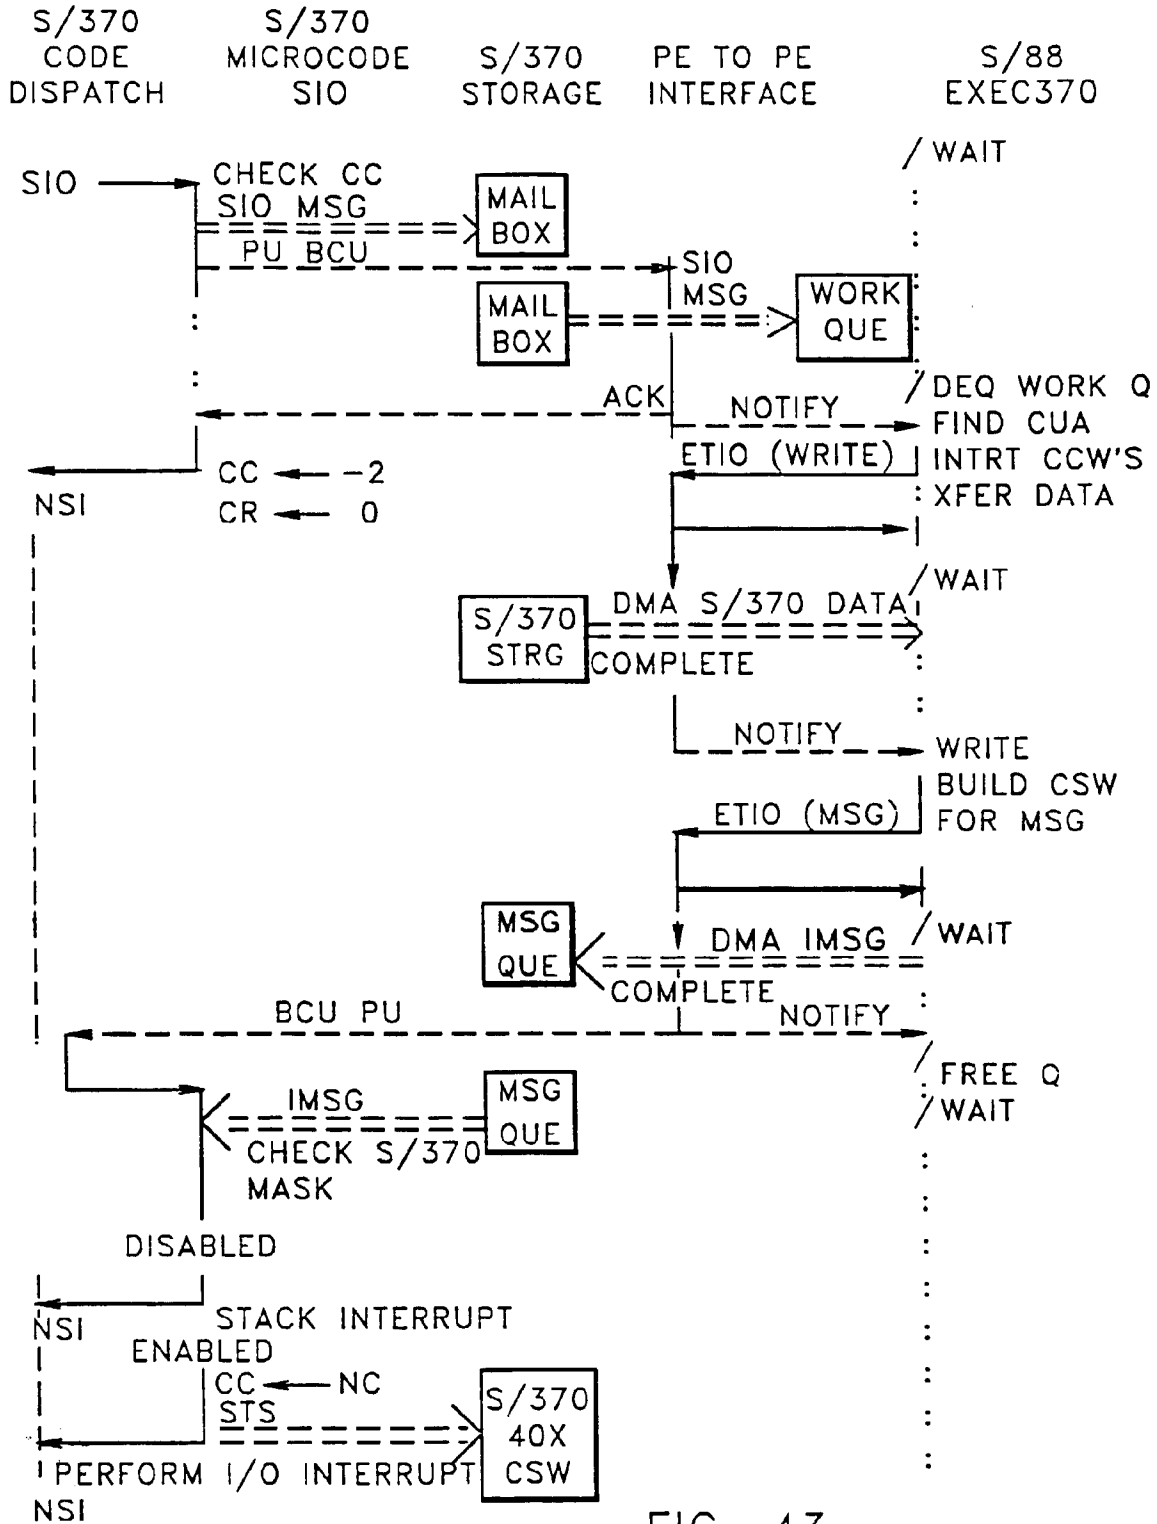 S/370 CODE DISPATCH
S/370 MICROCODE SIO
S/370 STORAGE
PE TO PE INTERFACE
S/88 EXEC370
WAIT
SIO
CHECK CC
SIO MSG
MAIL BOX
PU BCU
SIO MSG
MAIL BOX
WORK QUE
DEQ WORK Q
ACK
NOTIFY
FIND CUA
ETIO (WRITE)
INTRT CCW'S
CC -2
XFER DATA
NSI
CR 0
WAIT
DMA S/370 DATA
S/370 STRG
COMPLETE
NOTIFY
WRITE
BUILD CSW
ETIO (MSG)
FOR MSG
MSG QUE
WAIT
DMA IMSG
COMPLETE
BCU PU
NOTIFY
FREE Q
WAIT
IMSG
MSG QUE
CHECK S/370
MASK
DISABLED
NSI
STACK INTERRUPT
ENABLED
CC NC
STS
S/370 40X CSW
PERFORM I/O INTERRUPT
NSI